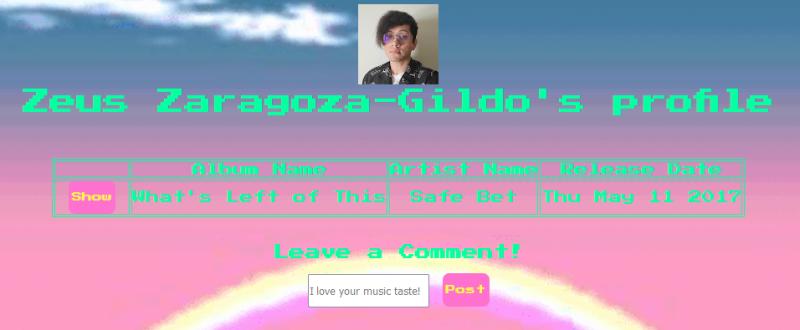 Zeus Zaragoza-Gildo's profile
Album Name Artist Name Release Date
Show What's Left of This Safe Bet Thu May 11 2017
Leave a Comment!
I love your music taste! Post